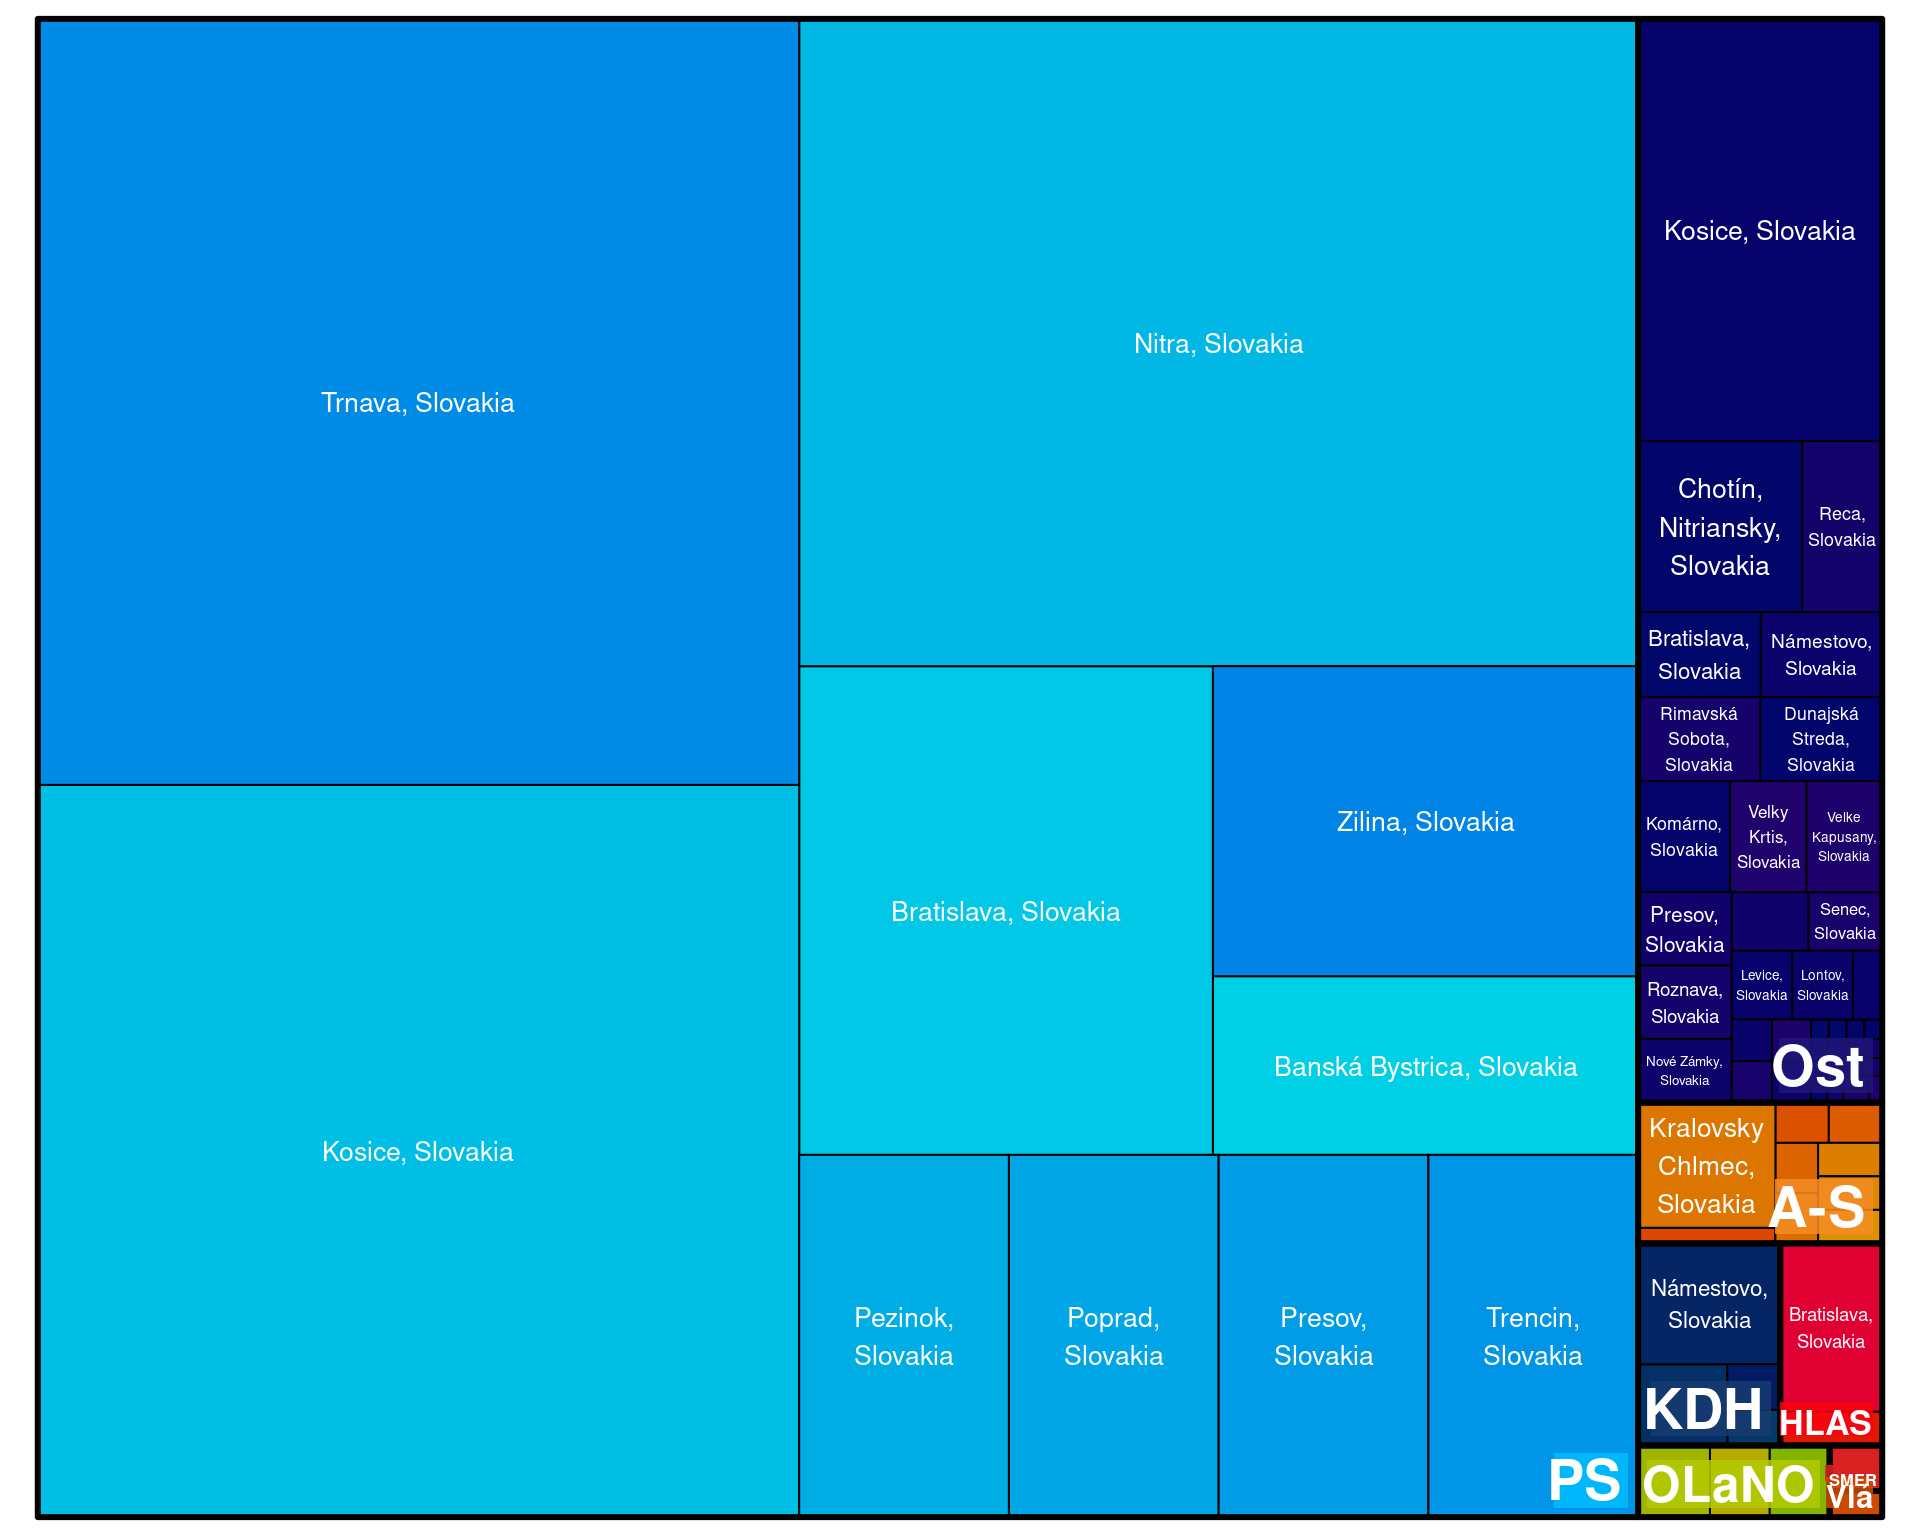 Trnava, Slovakia
Nitra, Slovakia
Kosice, Slovakia
Bratislava, Slovakia
Zilina, Slovakia
Banská Bystrica, Slovakia
Pezinok,
Slovakia
Poprad,
Slovakia
Presov,
Slovakia
Trencin,
Slovakia
PS
Kosice, Slovakia
Chotín,
Nitriansky,
Slovakia
Reca,
Slovakia
Bratislava,
Slovakia
Námestovo,
Slovakia
Rimavská
Sobota,
Slovakia
Dunajská
Streda,
Slovakia
Komárno,
Slovakia
Velky
Krtis,
Slovakia
Velke
Kapusany,
Slovakia
Presov,
Slovakia
Senec,
Slovakia
Roznava,
Slovakia
Levice,
Slovakia
Lontov,
Slovakia
Nové Zámky,
Slovakia
Ost
Kralovsky
Chlmec,
Slovakia
A-S
Námestovo,
Slovakia
KDH
Bratislava,
Slovakia
HLAS
OLaNO
SMER
Vlá